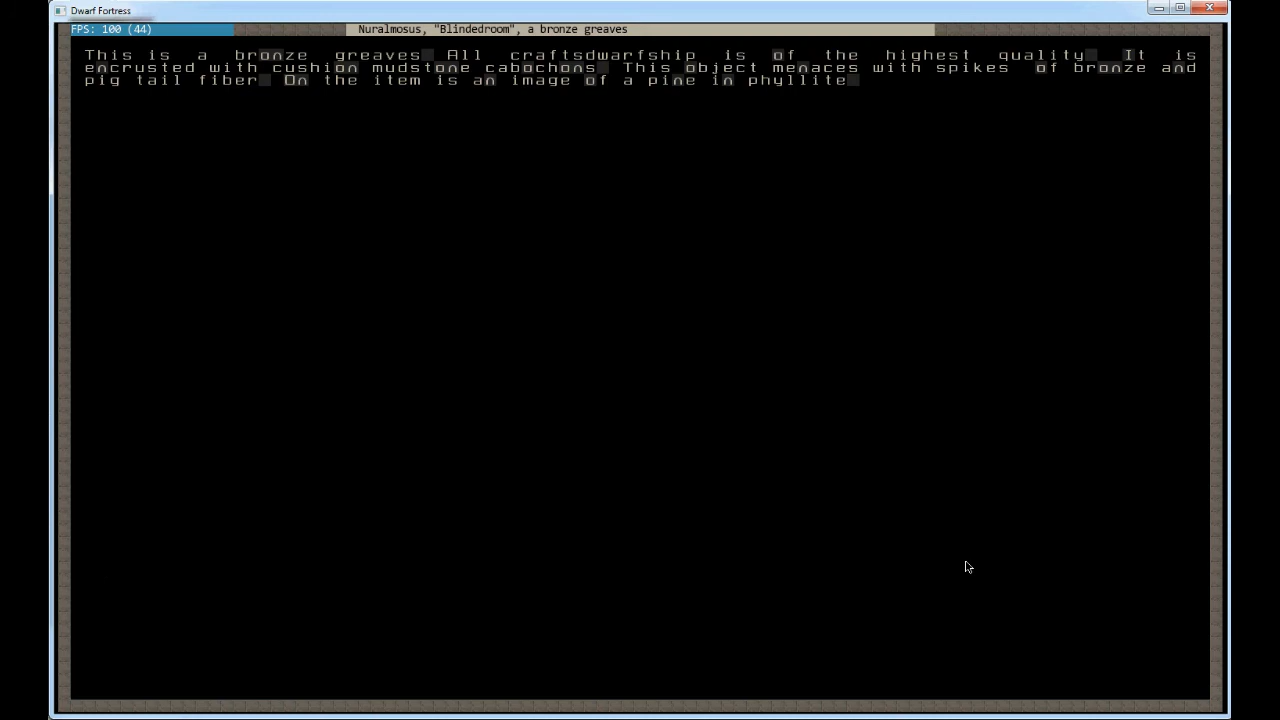 Dwarf Fortress
FPS: 100 (44)
Nuralmosus, "Blindedroom", a bronze greaves
This is a bronze greaves All craftsdwarfship is of the highest quality It is
encrusted with cushion mudstone cabochons This object menaces with spikes of bronze and
pig tail fiber On the item is an image of a pine in phyllite